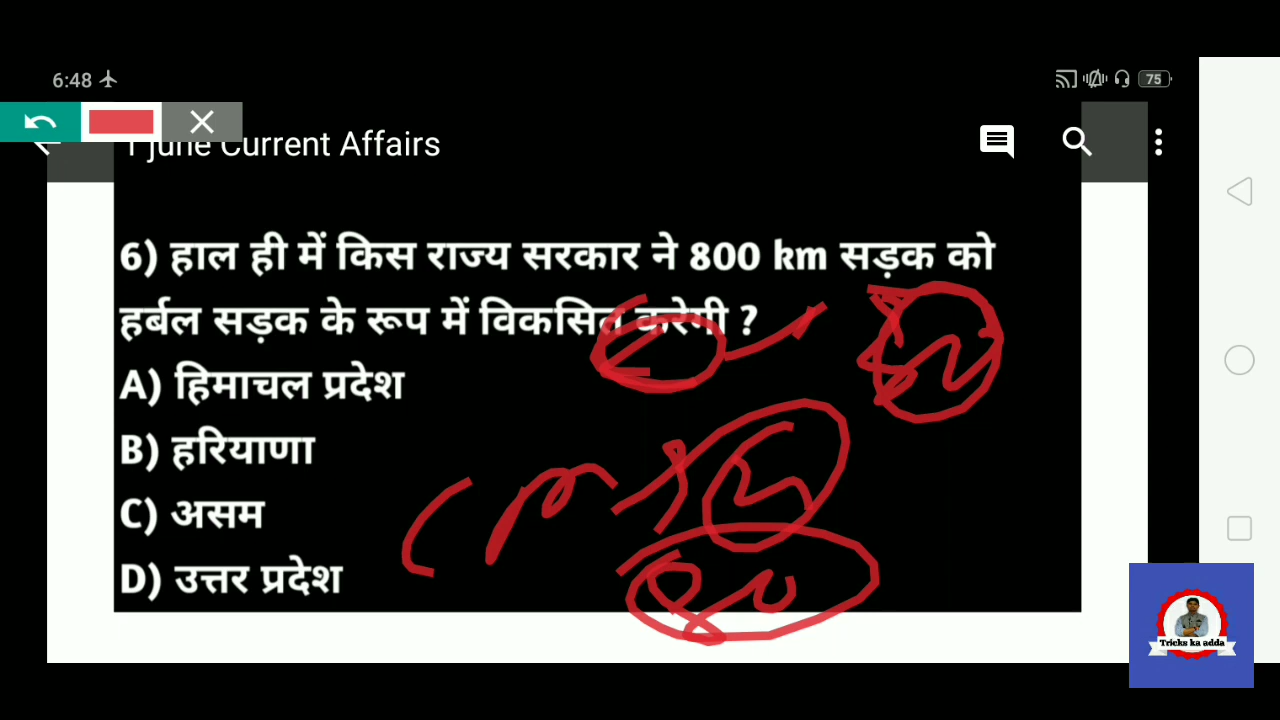 6:48
75
1 june Current Affairs
6) हाल ही में किस राज्य सरकार ने 800 km सड़क को
हर्बल सड़क के रूप में विकसित करेगी ?
A) हिमाचल प्रदेश
B) हरियाणा
C) असम
D) उत्तर प्रदेश
Tricks ka adda